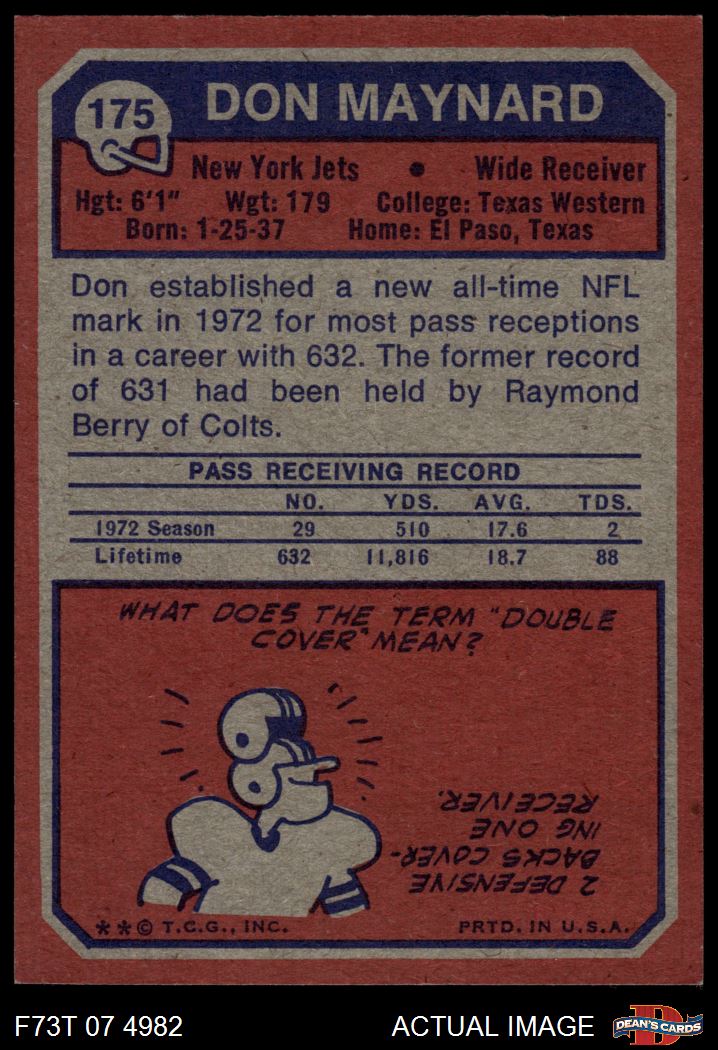 175
DON MAYNARD
New York Jets • Wide Receiver
Hgt: 6'1" Wgt: 179 College: Texas Western
Born: 1-25-37 Home: El Paso, Texas
Don established a new all-time NFL
mark in 1972 for most pass receptions
in a career with 632. The former record
of 631 had been held by Raymond
Berry of Colts.
PASS RECEIVING RECORD
NO. YDS. AVG. TDS.
1972 Season 29 510 17.6 2
Lifetime 632 11,816 18.7 88
WHAT DOES THE TERM "DOUBLE
COVER" MEAN?
2 DEFENSIVE
BACKS COVER-
ING ONE
RECEIVER.
**© T.C.G., INC. PRTD. IN U.S.A.
F73T 07 4982 ACTUAL IMAGE D DEAN'S CARDS